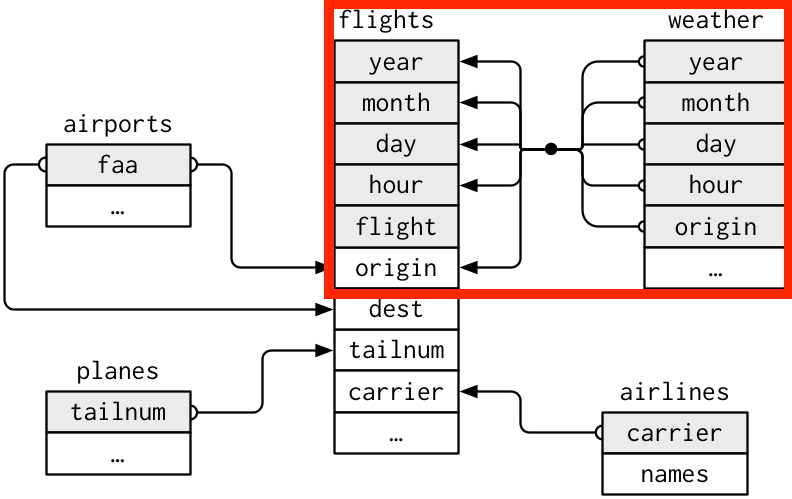 flights
year
month
day
hour
flight
origin
dest
tailnum
carrier
…
weather
year
month
day
hour
origin
…
airports
faa
…
planes
tailnum
…
airlines
carrier
names